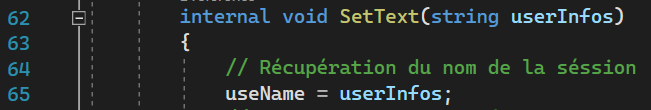 62 internal void SetText(string userInfos)
63 {
64 // Récupération du nom de la séssion
65 useName = userInfos;